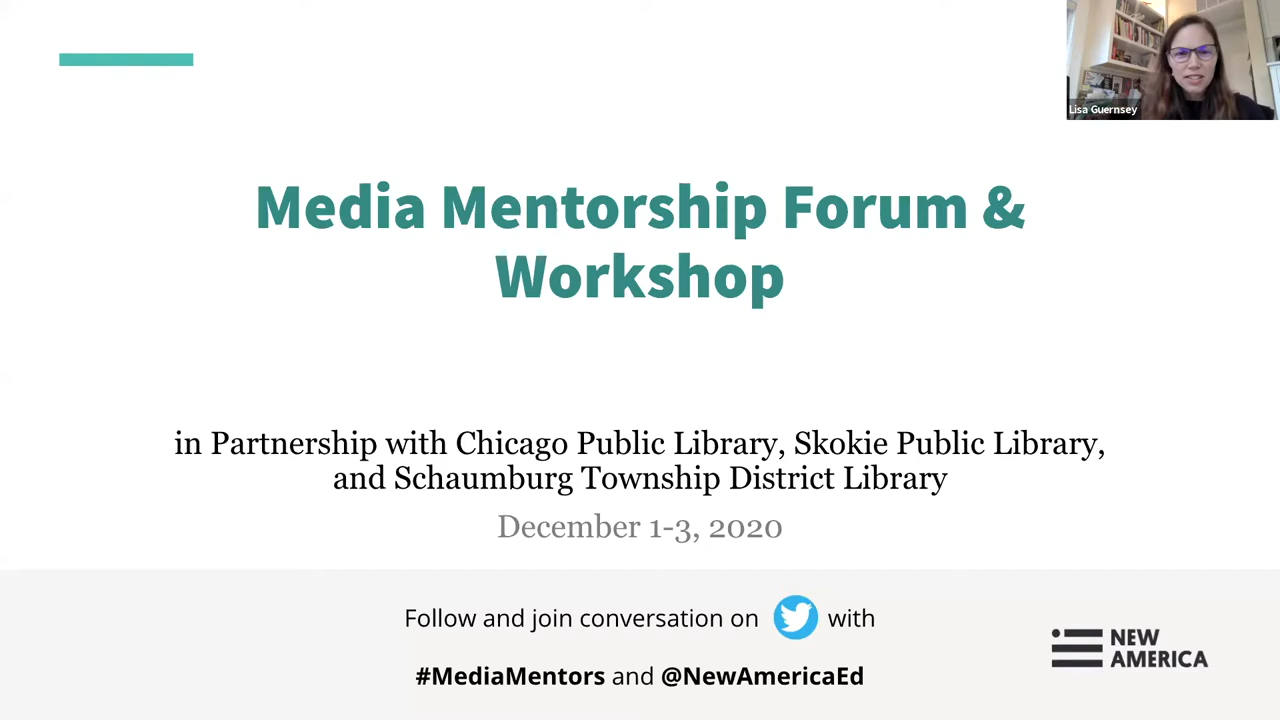 Lisa Guernsey
Media Mentorship Forum &
Workshop
in Partnership with Chicago Public Library, Skokie Public Library,
and Schaumburg Township District Library
December 1-3, 2020
Follow and join conversation on with
#MediaMentors and @NewAmericaEd
NEW
AMERICA